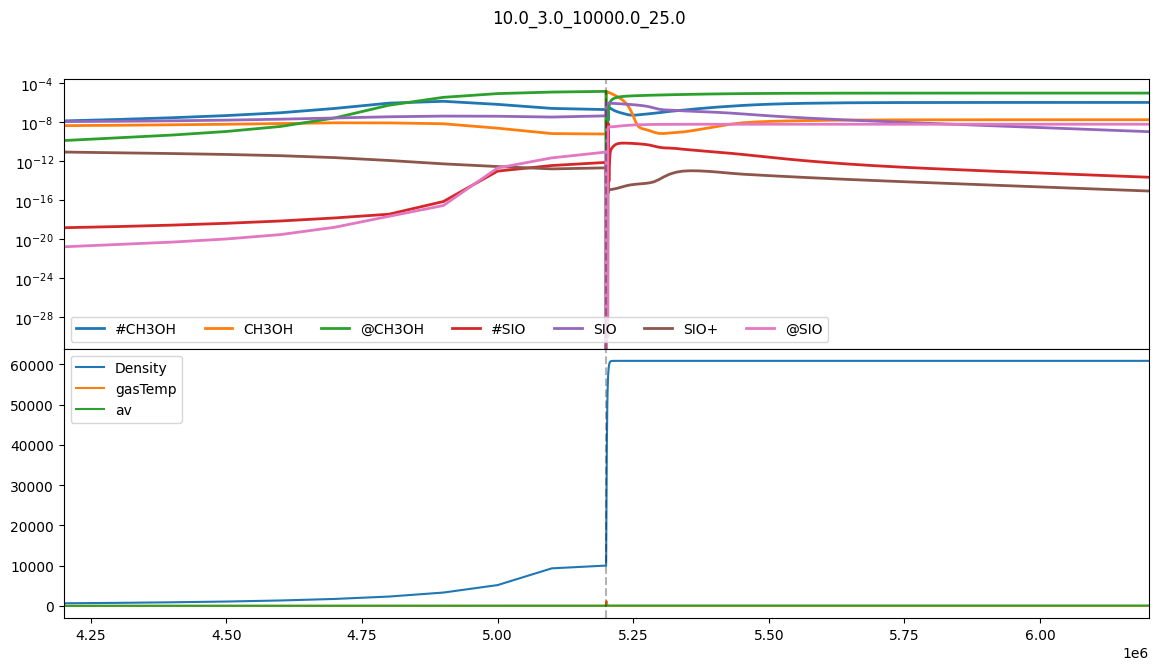 10.0_3.0_10000.0_25.0
10⁻⁴
10⁻⁸
10⁻¹²
10⁻¹⁶
10⁻²⁰
10⁻²⁴
10⁻²⁸
#CH3OH CH3OH @CH3OH #SIO SIO SIO+ @SIO
60000
50000
40000
30000
20000
10000
0
Density
gasTemp
av
4.25 4.50 4.75 5.00 5.25 5.50 5.75 6.00
1e6